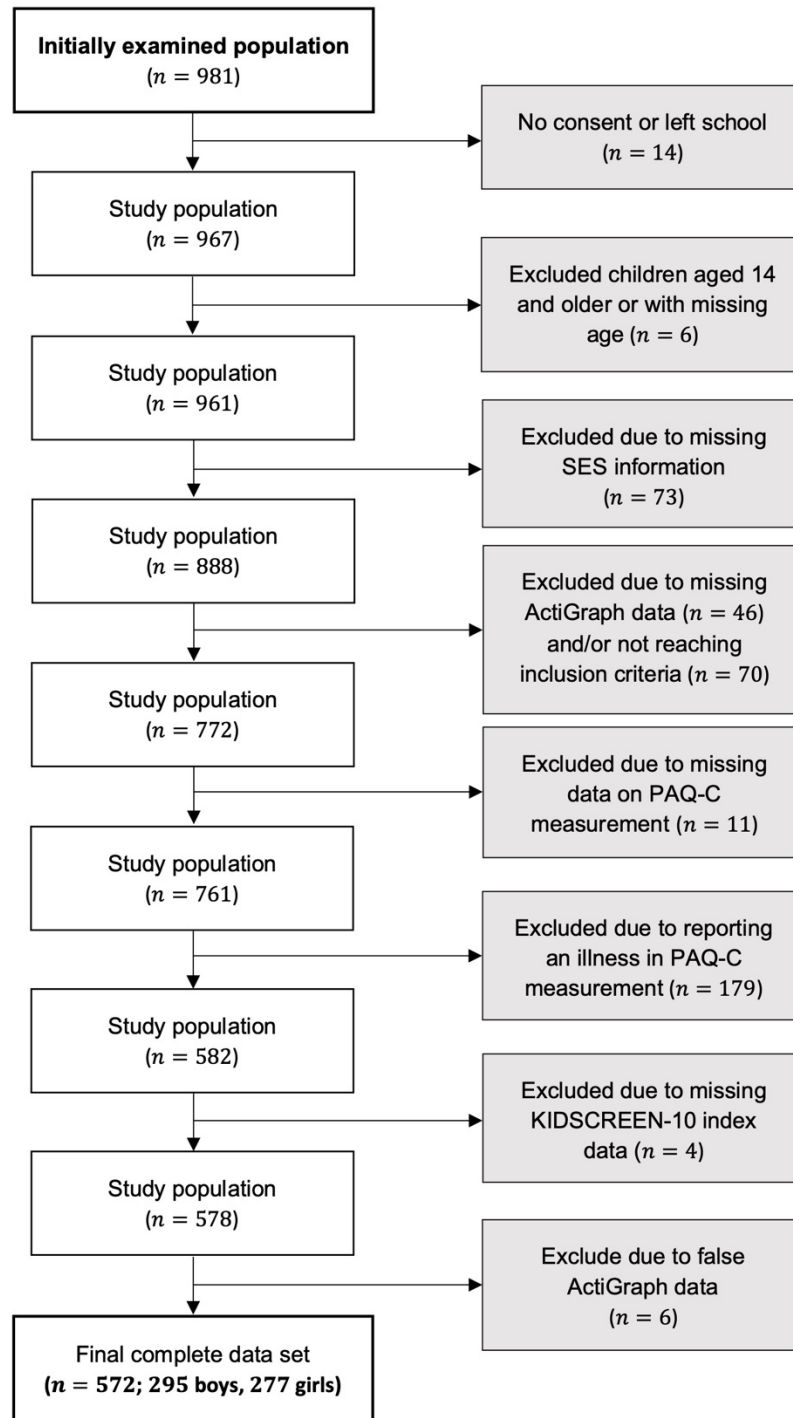 Initially examined population
(n = 981)
No consent or left school
(n = 14)
Study population
(n = 967)
Excluded children aged 14
and older or with missing
age (n = 6)
Study population
(n = 961)
Excluded due to missing
SES information
(n = 73)
Study population
(n = 888)
Excluded due to missing
ActiGraph data (n = 46)
and/or not reaching
inclusion criteria (n = 70)
Study population
(n = 772)
Excluded due to missing
data on PAQ-C
measurement (n = 11)
Study population
(n = 761)
Excluded due to reporting
an illness in PAQ-C
measurement (n = 179)
Study population
(n = 582)
Excluded due to missing
KIDSCREEN-10 index
data (n = 4)
Study population
(n = 578)
Exclude due to false
ActiGraph data
(n = 6)
Final complete data set
(n = 572; 295 boys, 277 girls)